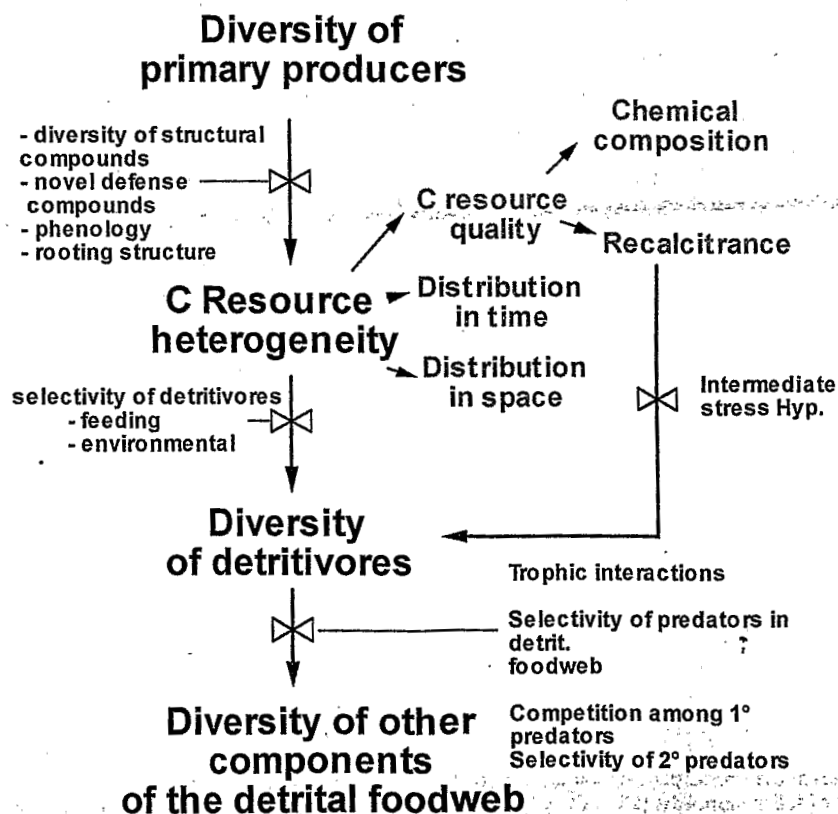 Diversity of
primary producers
- diversity of structural
compounds
- novel defense
compounds
- phenology
- rooting structure
Chemical
composition
C resource
quality
Recalcitrance
C Resource
heterogeneity
Distribution
in time
Distribution
in space
selectivity of detritivores
- feeding
- environmental
Intermediate
stress Hyp.
Diversity
of detritivores
Trophic interactions
Selectivity of predators in
detrit.
foodweb
Diversity of other
components
of the detrital foodweb
Competition among 1º
predators
Selectivity of 2º predators